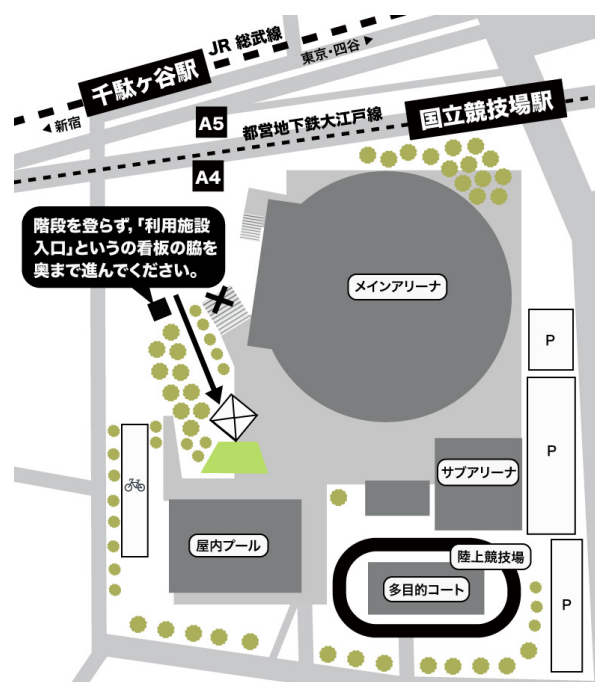 JR 総武線
東京・四谷▶
千駄ヶ谷駅
◀新宿
A5
都営地下鉄大江戸線
国立競技場駅
A4
階段を登らず,「利用施設
入口」というの看板の脇を
奥まで進んでください。
メインアリーナ
P
P
サブアリーナ
屋内プール
陸上競技場
多目的コート
P